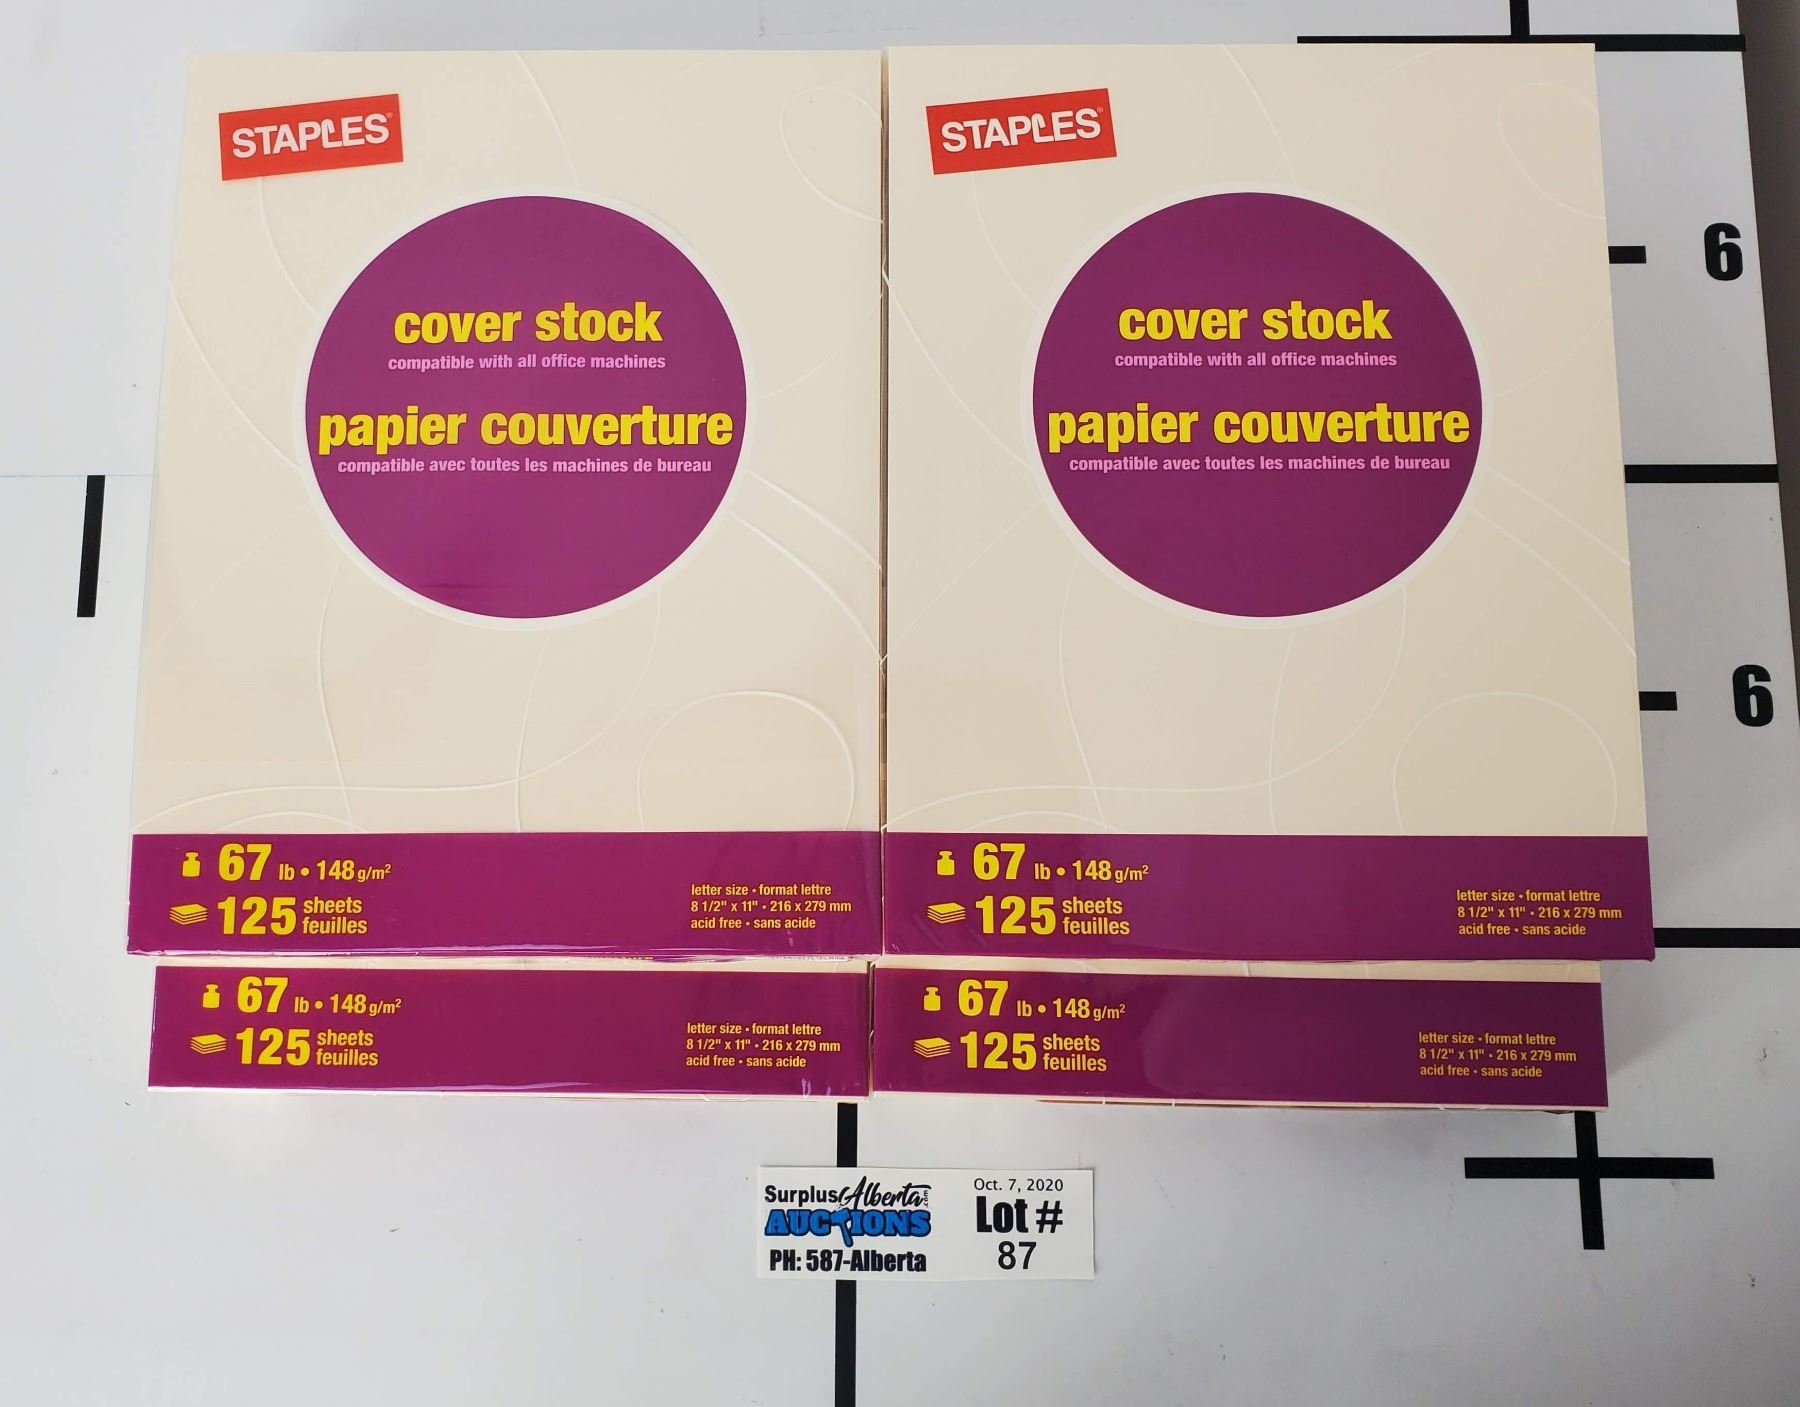 STAPLES®
cover stock
compatible with all office machines
papier couverture
compatible avec toutes les machines de bureau
67 lb • 148 g/m²
125 sheets
feuilles
letter size • format lettre
8 1/2" x 11" • 216 x 279 mm
acid free • sans acide
STAPLES®
cover stock
compatible with all office machines
papier couverture
compatible avec toutes les machines de bureau
67 lb • 148 g/m²
125 sheets
feuilles
letter size • format lettre
8 1/2" x 11" • 216 x 279 mm
acid free • sans acide
67 lb • 148 g/m²
125 sheets
feuilles
letter size • format lettre
8 1/2" x 11" • 216 x 279 mm
acid free • sans acide
67 lb • 148 g/m²
125 sheets
feuilles
letter size • format lettre
8 1/2" x 11" • 216 x 279 mm
acid free • sans acide
6
6
SurplusAlberta.com
AUCTIONS
PH: 587-Alberta
Oct. 7, 2020
Lot #
87